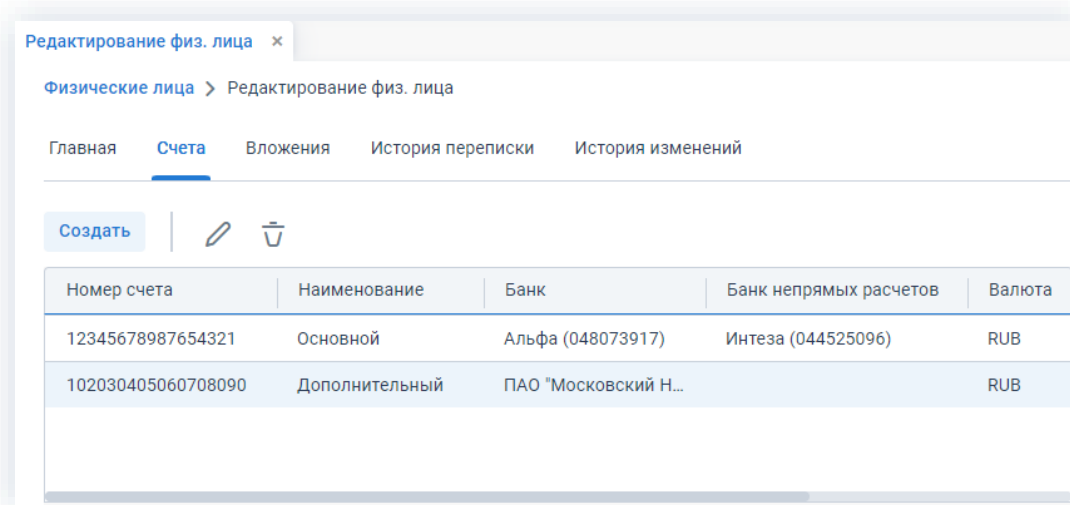 Редактирование физ. лица ×
Физические лица > Редактирование физ. лица
Главная Счета Вложения История переписки История изменений
Создать
Номер счета Наименование Банк Банк непрямых расчетов Валюта
12345678987654321 Основной Альфа (048073917) Интеза (044525096) RUB
102030405060708090 Дополнительный ПАО "Московский Н... RUB